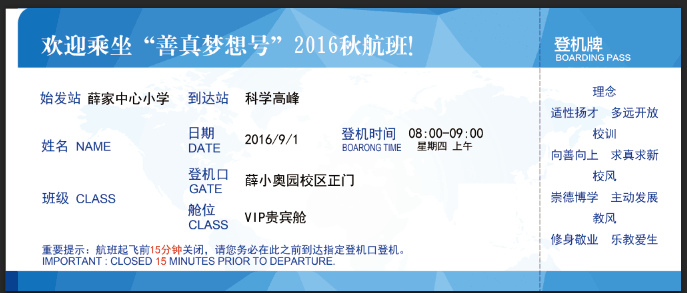 欢迎乘坐“善真梦想号”2016秋航班！
始发站 薛家中心小学 到达站 科学高峰
姓名 NAME
日期 DATE 2016/9/1
登机时间 BOARONG TIME 08:00-09:00 星期四 上午
班级 CLASS
登机口 GATE 薛小奥园校区正门
舱位 CLASS VIP贵宾舱
重要提示：航班起飞前15分钟关闭，请您务必在此之前到达指定登机口登机。
IMPORTANT : CLOSED 15 MINUTES PRIOR TO DEPARTURE.
登机牌
BOARDING PASS
理念
适性扬才 多远开放
校训
向善向上 求真求新
校风
崇德博学 主动发展
教风
修身敬业 乐教爱生